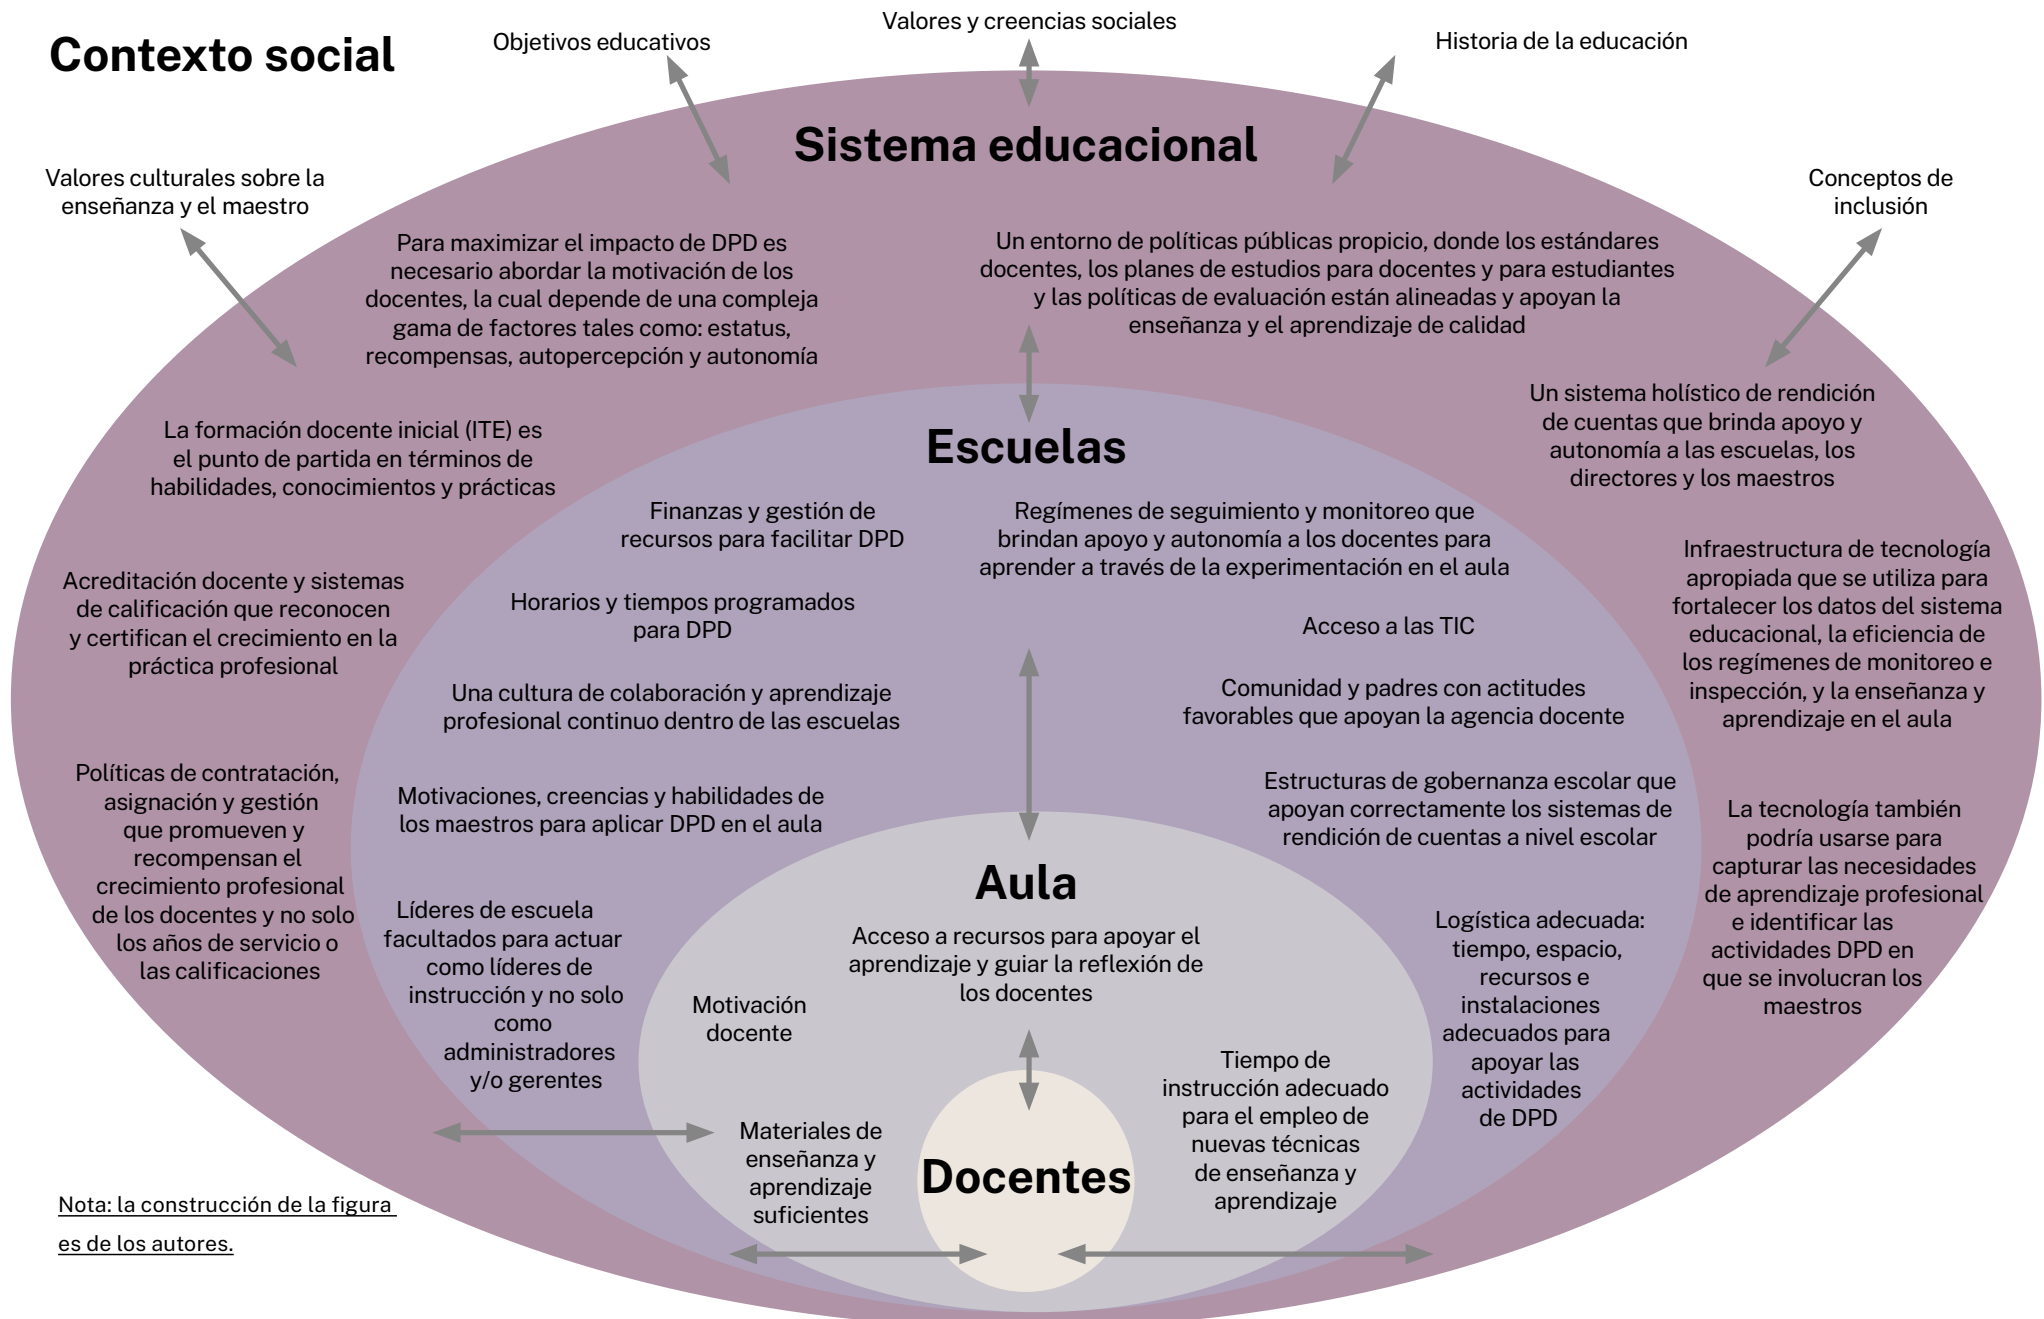 Contexto social
Objetivos educativos
Valores y creencias sociales
Historia de la educación
Valores culturales sobre la
enseñanza y el maestro
Conceptos de
inclusión
Sistema educacional
Para maximizar el impacto de DPD es
necesario abordar la motivación de los
docentes, la cual depende de una compleja
gama de factores tales como: estatus,
recompensas, autopercepción y autonomía
Un entorno de políticas públicas propicio, donde los estándares
docentes, los planes de estudios para docentes y para estudiantes
y las políticas de evaluación están alineadas y apoyan la
enseñanza y el aprendizaje de calidad
La formación docente inicial (ITE) es
el punto de partida en términos de
habilidades, conocimientos y prácticas
Un sistema holístico de rendición
de cuentas que brinda apoyo y
autonomía a las escuelas, los
directores y los maestros
Acreditación docente y sistemas
de calificación que reconocen
y certifican el crecimiento en la
práctica profesional
Infraestructura de tecnología
apropiada que se utiliza para
fortalecer los datos del sistema
educacional, la eficiencia de
los regímenes de monitoreo e
inspección, y la enseñanza y
aprendizaje en el aula
Políticas de contratación,
asignación y gestión
que promueven y
recompensan el
crecimiento profesional
de los docentes y no solo
los años de servicio o
las calificaciones
La tecnología también
podría usarse para
capturar las necesidades
de aprendizaje profesional
e identificar las
actividades DPD en
que se involucran los
maestros
Escuelas
Finanzas y gestión de
recursos para facilitar DPD
Regímenes de seguimiento y monitoreo que
brindan apoyo y autonomía a los docentes para
aprender a través de la experimentación en el aula
Horarios y tiempos programados
para DPD
Acceso a las TIC
Una cultura de colaboración y aprendizaje
profesional continuo dentro de las escuelas
Comunidad y padres con actitudes
favorables que apoyan la agencia docente
Motivaciones, creencias y habilidades de
los maestros para aplicar DPD en el aula
Estructuras de gobernanza escolar que
apoyan correctamente los sistemas de
rendición de cuentas a nivel escolar
Líderes de escuela
facultados para actuar
como líderes de
instrucción y no solo
como
administradores
y/o gerentes
Logística adecuada:
tiempo, espacio,
recursos e
instalaciones
adecuados para
apoyar las
actividades
de DPD
Aula
Acceso a recursos para apoyar el
aprendizaje y guiar la reflexión de
los docentes
Motivación
docente
Tiempo de
instrucción adecuado
para el empleo de
nuevas técnicas
de enseñanza y
aprendizaje
Materiales de
enseñanza y
aprendizaje
suficientes
Docentes
Nota: la construcción de la figura
es de los autores.